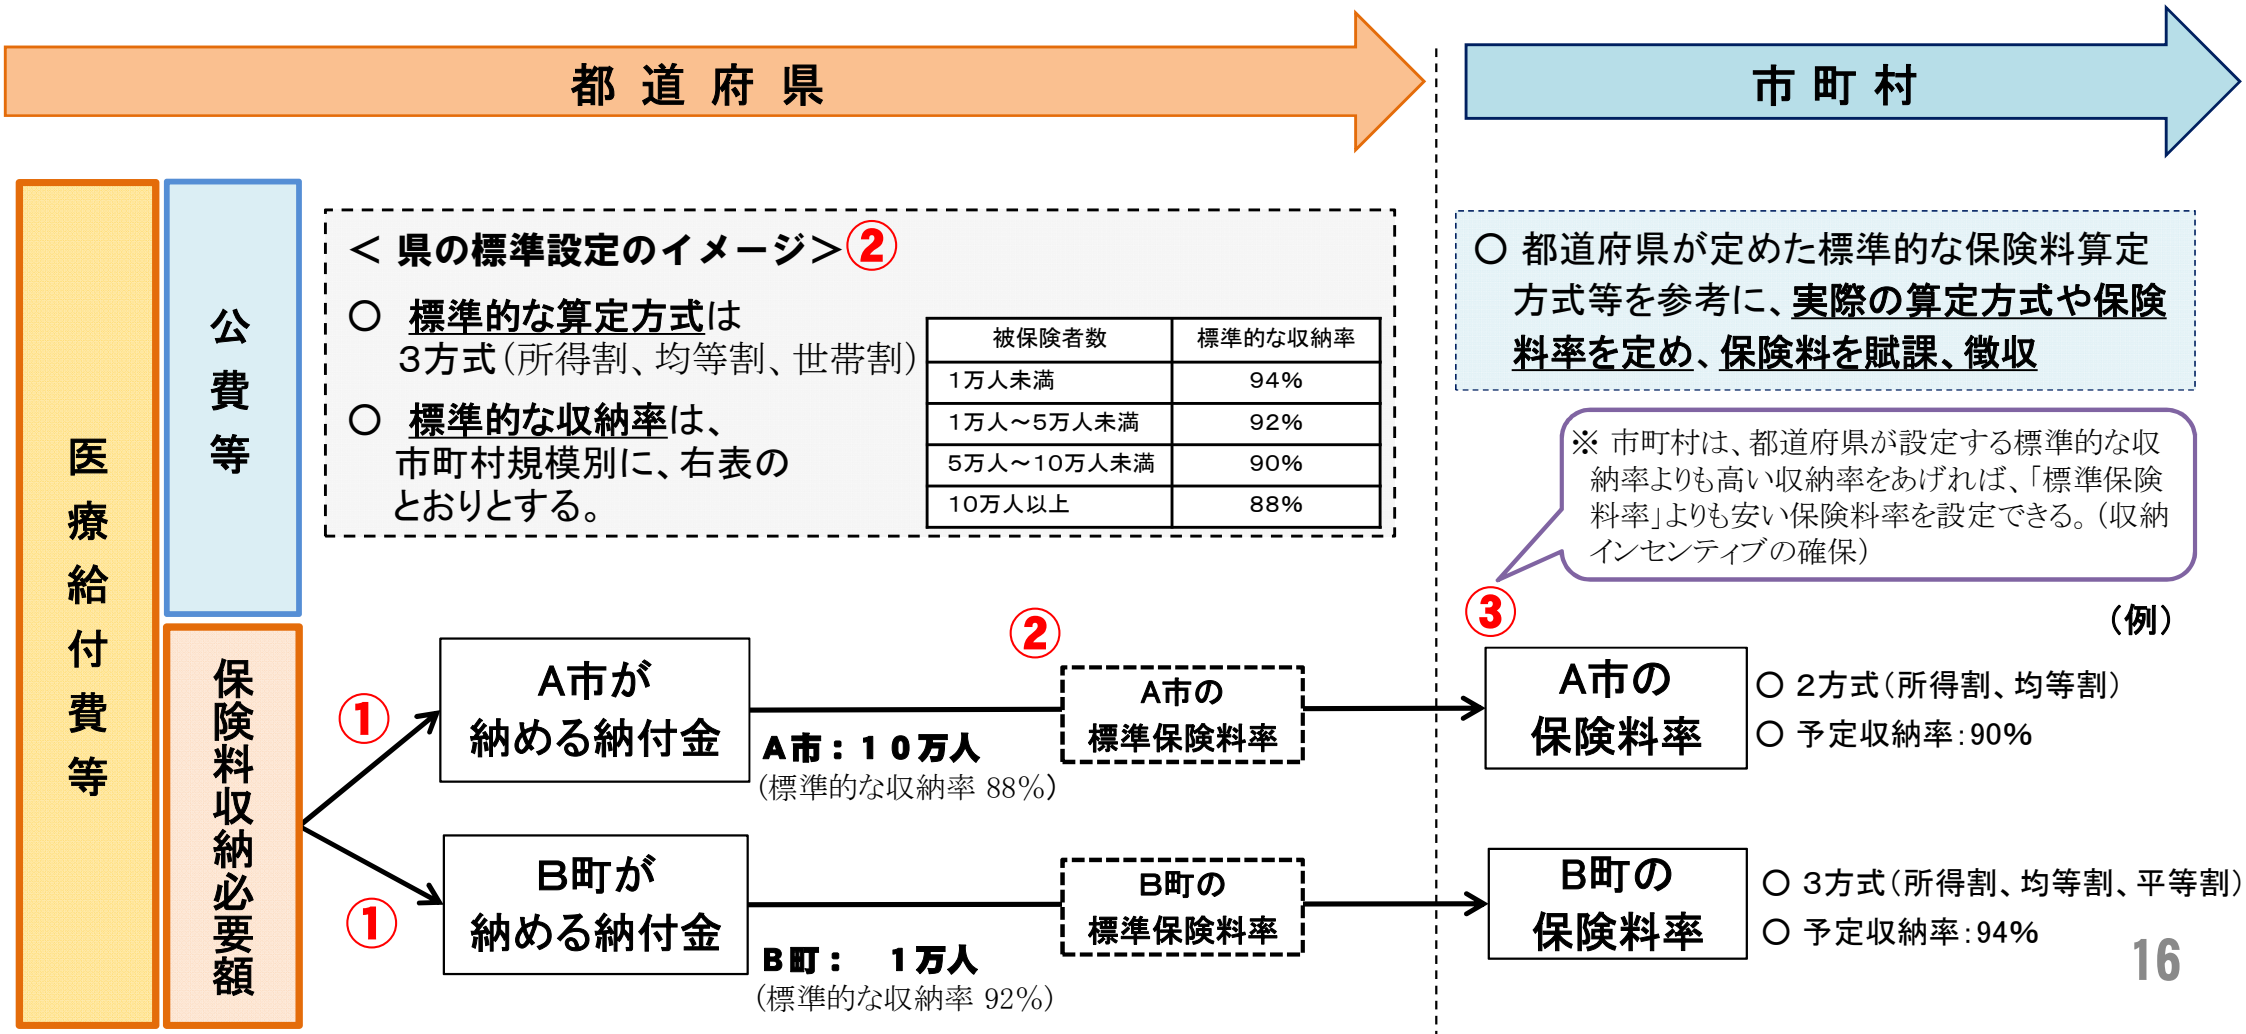 都道府県
市町村
医療給付費等
公費等
保険料収納必要額
＜県の標準設定のイメージ＞②
○ 標準的な算定方式は
３方式（所得割、均等割、世帯割）
○ 標準的な収納率は、
市町村規模別に、右表の
とおりとする。
被保険者数 標準的な収納率
１万人未満 94%
１万人～５万人未満 92%
５万人～10万人未満 90%
10万人以上 88%
○ 都道府県が定めた標準的な保険料算定
方式等を参考に、実際の算定方式や保険
料率を定め、保険料を賦課、徴収
※ 市町村は、都道府県が設定する標準的な収
納率よりも高い収納率をあげれば、「標準保険
料率」よりも安い保険料率を設定できる。（収納
インセンティブの確保）
③
（例）
①
Ａ市が
納める納付金
Ａ市：１０万人
（標準的な収納率 88％）
②
Ａ市の
標準保険料率
Ａ市の
保険料率
○ ２方式（所得割、均等割）
○ 予定収納率：90%
①
Ｂ町が
納める納付金
Ｂ町： １万人
（標準的な収納率 92％）
Ｂ町の
標準保険料率
Ｂ町の
保険料率
○ ３方式（所得割、均等割、平等割）
○ 予定収納率：94%
16